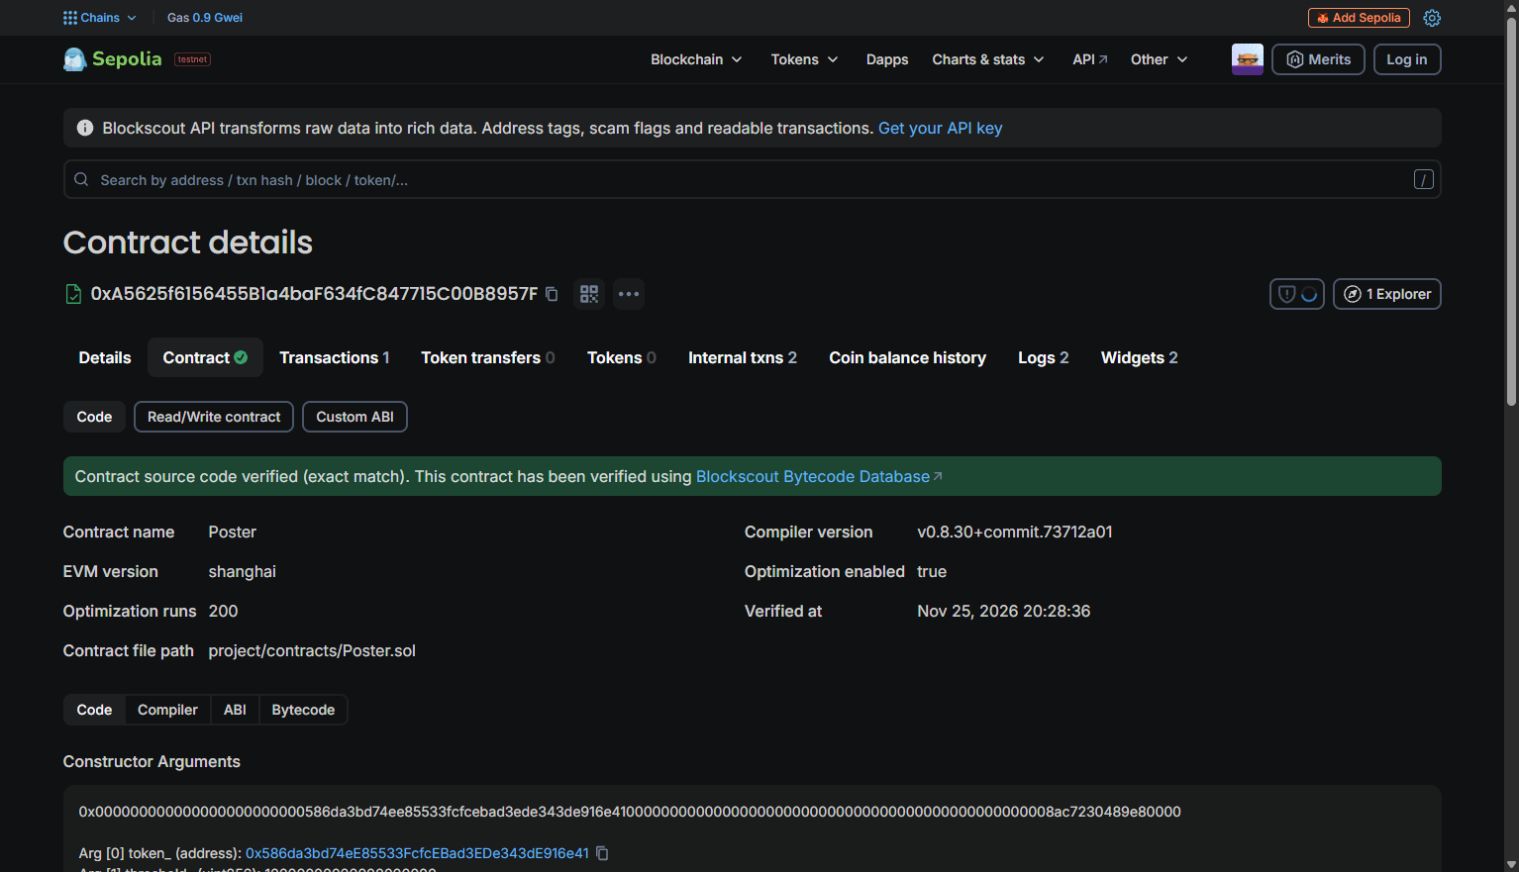 Chains
Gas 0.9 Gwei
Add Sepolia
Sepolia testnet
Blockchain Tokens Dapps Charts & stats API Other Merits Log in
Blockscout API transforms raw data into rich data. Address tags, scam flags and readable transactions. Get your API key
Search by address / txn hash / block / token/... /
Contract details
0xA5625f6156455B1a4baF634fC847715C00B8957F
1 Explorer
Details Contract Transactions 1 Token transfers 0 Tokens 0 Internal txns 2 Coin balance history Logs 2 Widgets 2
Code Read/Write contract Custom ABI
Contract source code verified (exact match). This contract has been verified using Blockscout Bytecode Database
Contract name Poster
Compiler version v0.8.30+commit.73712a01
EVM version shanghai
Optimization enabled true
Optimization runs 200
Verified at Nov 25, 2026 20:28:36
Contract file path project/contracts/Poster.sol
Code Compiler ABI Bytecode
Constructor Arguments
0x000000000000000000000000586da3bd74ee85533fcfcebad3ede343de916e410000000000000000000000000000000000000000000000008ac7230489e80000
Arg [0] token_ (address): 0x586da3bd74eE85533FcfcEBad3EDe343dE916e41